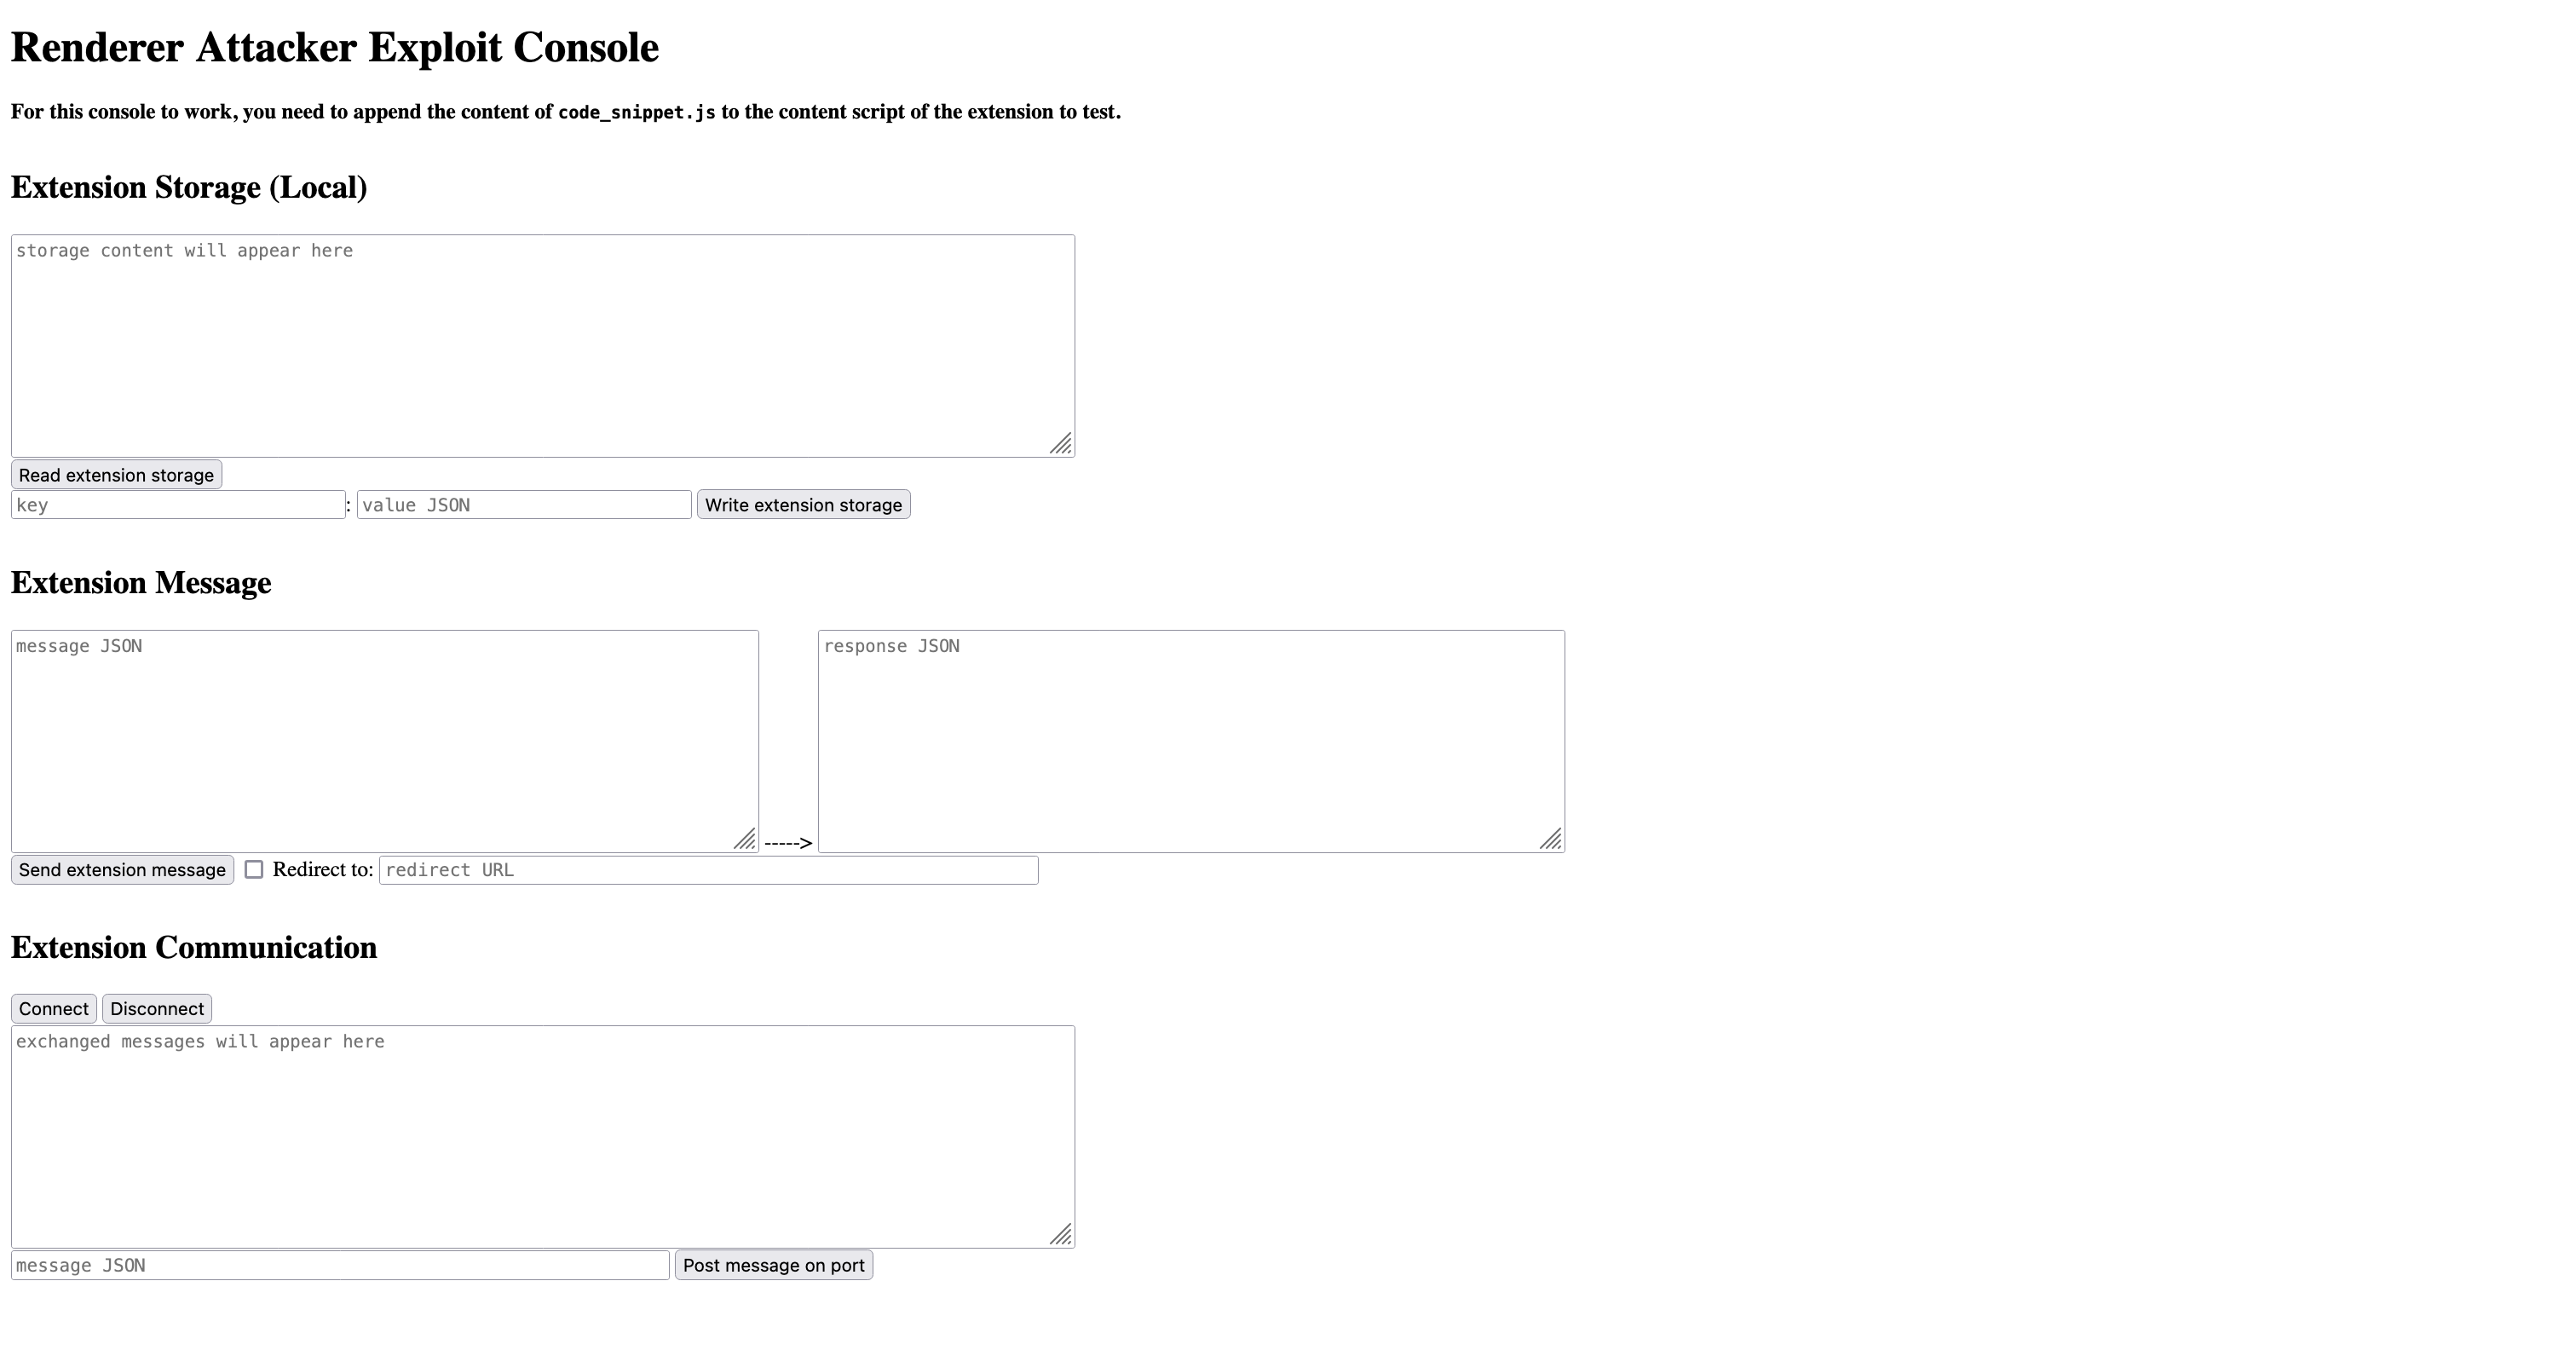 Renderer Attacker Exploit Console
For this console to work, you need to append the content of code_snippet.js to the content script of the extension to test.
Extension Storage (Local)
storage content will appear here
Read extension storage
key : value JSON Write extension storage
Extension Message
message JSON response JSON
----->
Send extension message Redirect to: redirect URL
Extension Communication
Connect Disconnect
exchanged messages will appear here
message JSON Post message on port